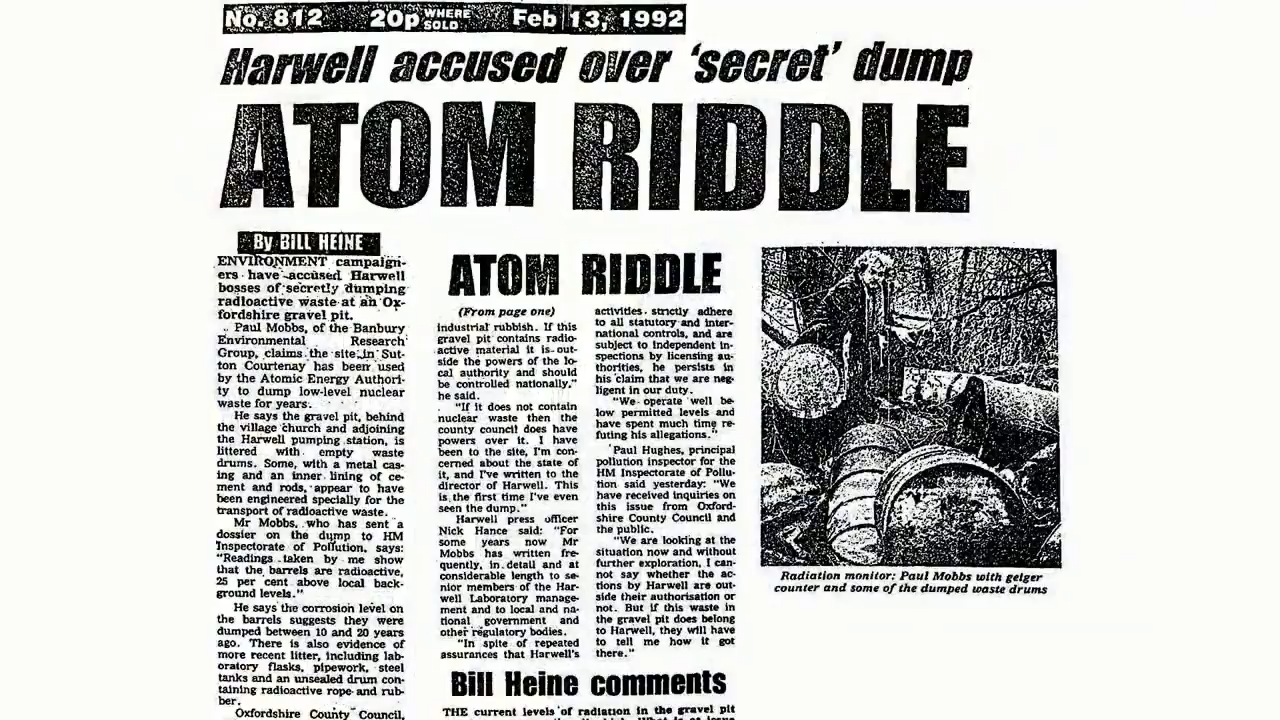 No. 812 20p WHERE SOLD Feb 13, 1992
Harwell accused over ‘secret’ dump
ATOM RIDDLE
By BILL HEINE
ENVIRONMENT campaign-
ers have accused Harwell
bosses of secretly dumping
radioactive waste at an Ox-
fordshire gravel pit.
Paul Mobbs, of the Banbury
Environmental Research
Group, claims the site in Sut-
ton Courtenay has been used
by the Atomic Energy Authori-
ty to dump low-level nuclear
waste for years.
He says the gravel pit, behind
the village church and adjoining
the Harwell pumping station, is
littered with empty waste
drums. Some, with a metal cas-
ing and an inner lining of ce-
ment and rods, appear to have
been engineered specially for the
transport of radioactive waste.
Mr Mobbs, who has sent a
dossier on the dump to HM
Inspectorate of Pollution, says:
"Readings taken by me show
that the barrels are radioactive,
25 per cent above local back-
ground levels."
He says the corrosion level on
the barrels suggests they were
dumped between 10 and 20 years
ago. There is also evidence of
more recent litter, including lab-
oratory flasks, pipework, steel
tanks and an unsealed drum con-
taining radioactive rope and rub-
ber.
Oxfordshire County Council,
ATOM RIDDLE
(From page one)
industrial rubbish. If this
gravel pit contains radio-
active material it is out-
side the powers of the lo-
cal authority and should
be controlled nationally,"
he said.
"If it does not contain
nuclear waste then the
county council does have
powers over it. I have
been to the site, I'm con-
cerned about the state of
it, and I've written to the
director of Harwell. This
is the first time I've even
seen the dump."
Harwell press officer
Nick Hance said: "For
some years now Mr
Mobbs has written fre-
quently, in detail and at
considerable length to se-
nior members of the Har-
well Laboratory manage-
ment and to local and na-
tional government and
other regulatory bodies.
"In spite of repeated
assurances that Harwell's
activities strictly adhere
to all statutory and inter-
national controls, and are
subject to independent in-
spections by licensing au-
thorities, he persists in
his claim that we are neg-
ligent in our duty.
"We operate well be-
low permitted levels and
have spent much time re-
futing his allegations."
Paul Hughes, principal
pollution inspector for the
HM Inspectorate of Pollu-
tion said yesterday: "We
have received inquiries on
this issue from Oxford-
shire County Council and
the public.
"We are looking at the
situation now and without
further exploration, I can-
not say whether the ac-
tions by Harwell are out-
side their authorisation or
not. But if this waste in
the gravel pit does belong
to Harwell, they will have
to tell me how it got
there."
Radiation monitor: Paul Mobbs with geiger
counter and some of the dumped waste drums
Bill Heine comments
THE current levels of radiation in the gravel pit